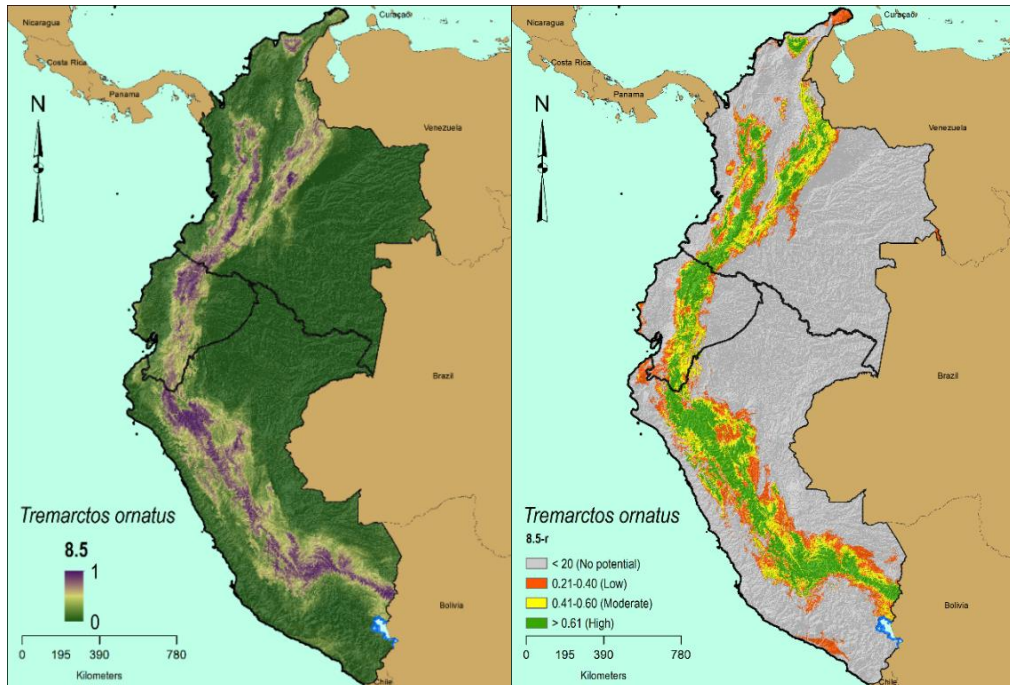 Nicaragua
Curaçaõr
Costa Rica
Panama
N
Venezuela
Brazil
Tremarctos ornatus
8.5
1
0
Bolivia
0 195 390 780
Kilometers
Chile
Nicaragua
Curaçaõr
Costa Rica
Panama
N
Venezuela
Brazil
Tremarctos ornatus
8.5-r
< 20 (No potential)
0.21-0.40 (Low)
0.41-0.60 (Moderate)
> 0.61 (High)
Bolivia
0 195 390 780
Kilometers
Chile